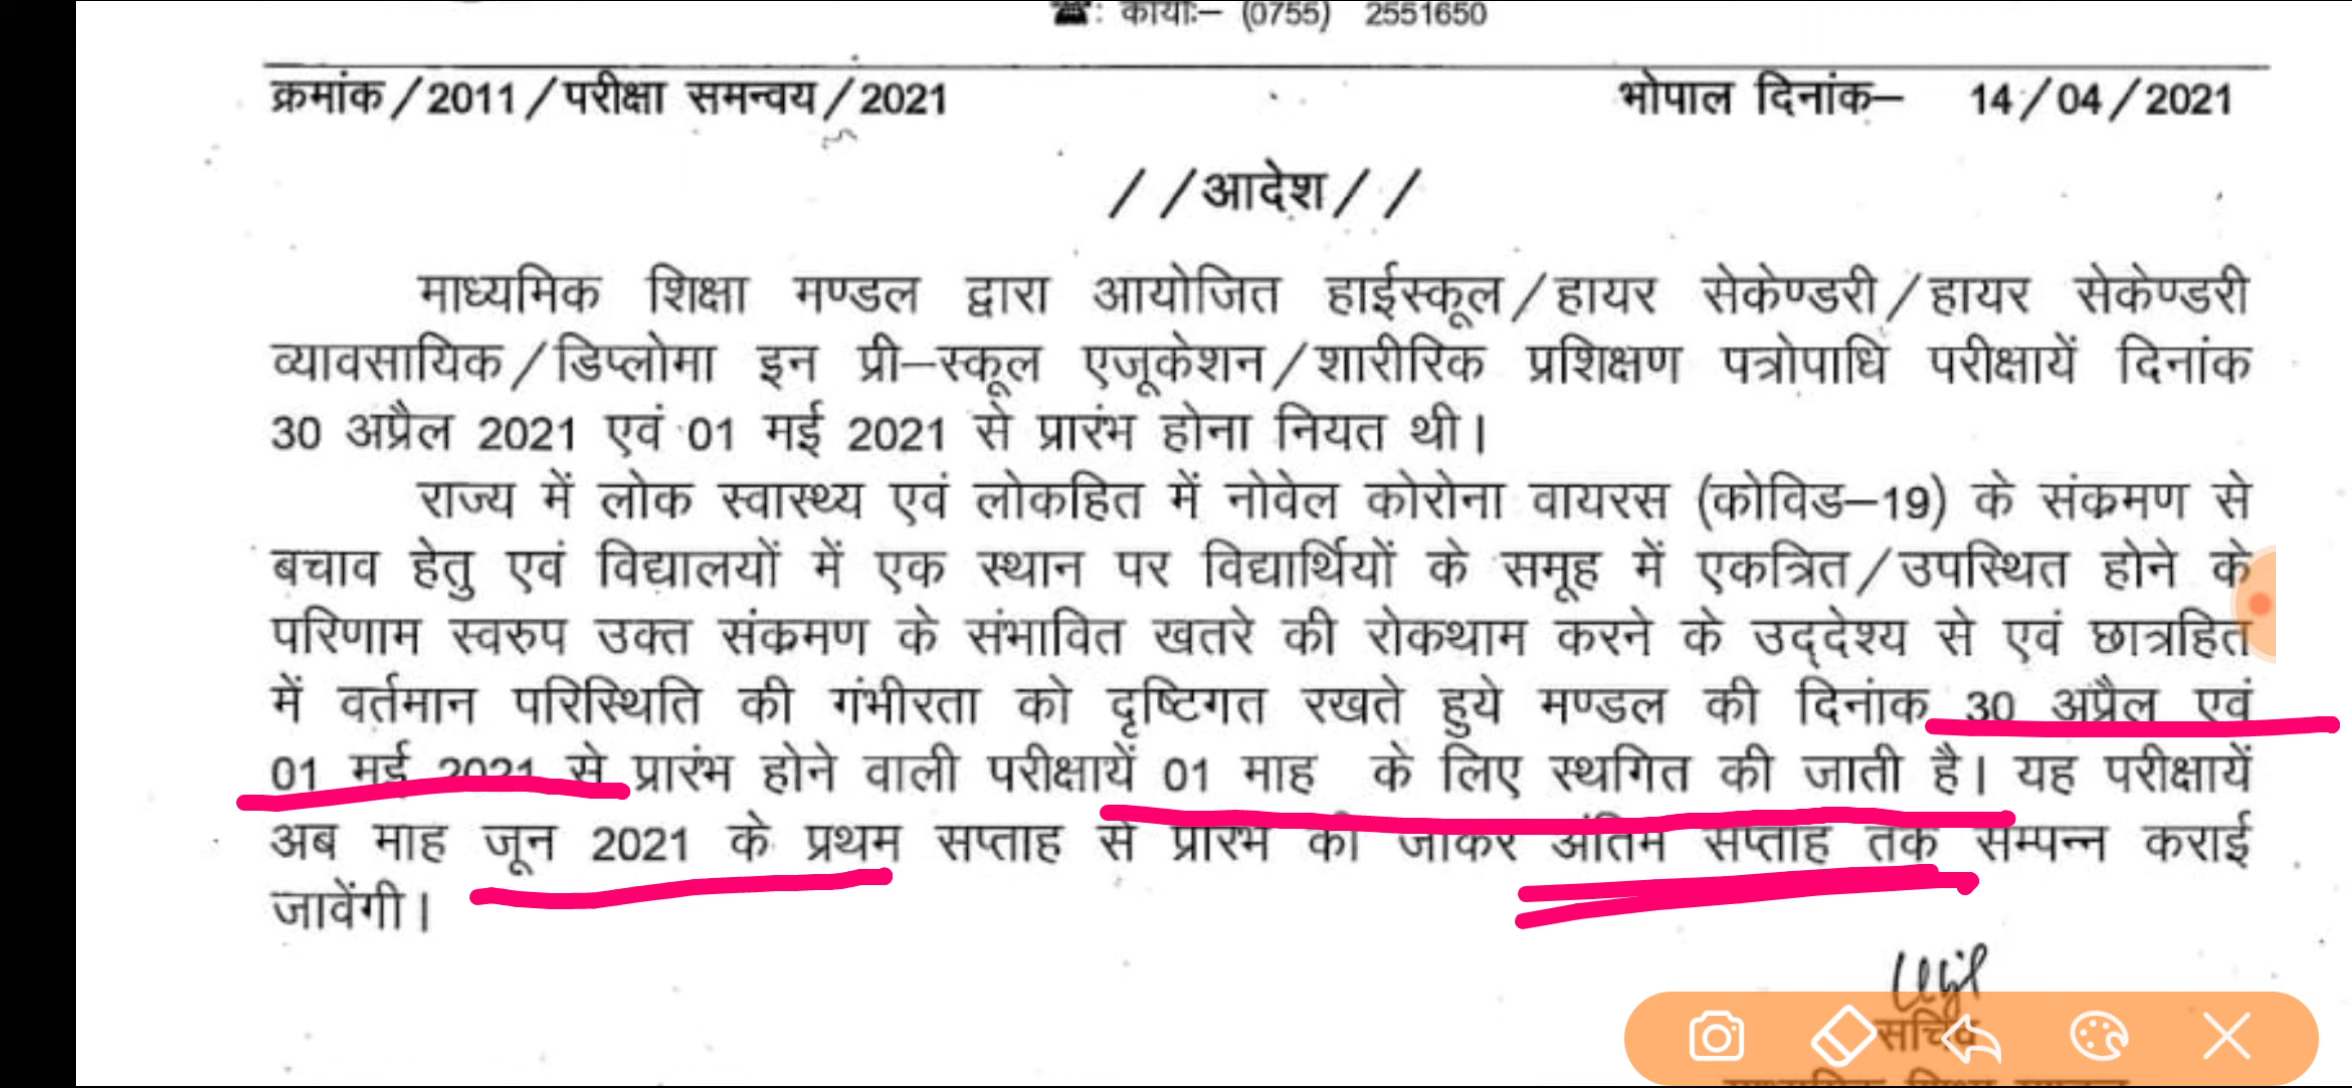 ☎: कार्या:– (0755) 2551650
क्रमांक/2011/परीक्षा समन्वय/2021 भोपाल दिनांक– 14/04/2021
//आदेश//
माध्यमिक शिक्षा मण्डल द्वारा आयोजित हाईस्कूल/हायर सेकेण्डरी/हायर सेकेण्डरी
व्यावसायिक/डिप्लोमा इन प्री–स्कूल एजूकेशन/शारीरिक प्रशिक्षण पत्रोपाधि परीक्षायें दिनांक
30 अप्रैल 2021 एवं 01 मई 2021 से प्रारंभ होना नियत थी।
राज्य में लोक स्वास्थ्य एवं लोकहित में नोवेल कोरोना वायरस (कोविड–19) के संक्रमण से
बचाव हेतु एवं विद्यालयों में एक स्थान पर विद्यार्थियों के समूह में एकत्रित/उपस्थित होने के
परिणाम स्वरुप उक्त संक्रमण के संभावित खतरे की रोकथाम करने के उद्देश्य से एवं छात्रहित
में वर्तमान परिस्थिति की गंभीरता को दृष्टिगत रखते हुये मण्डल की दिनांक 30 अप्रैल एवं
01 मई 2021 से प्रारंभ होने वाली परीक्षायें 01 माह के लिए स्थगित की जाती है। यह परीक्षायें
अब माह जून 2021 के प्रथम सप्ताह से प्रारंभ की जाकर अंतिम सप्ताह तक सम्पन्न कराई
जावेंगी।
सचिव